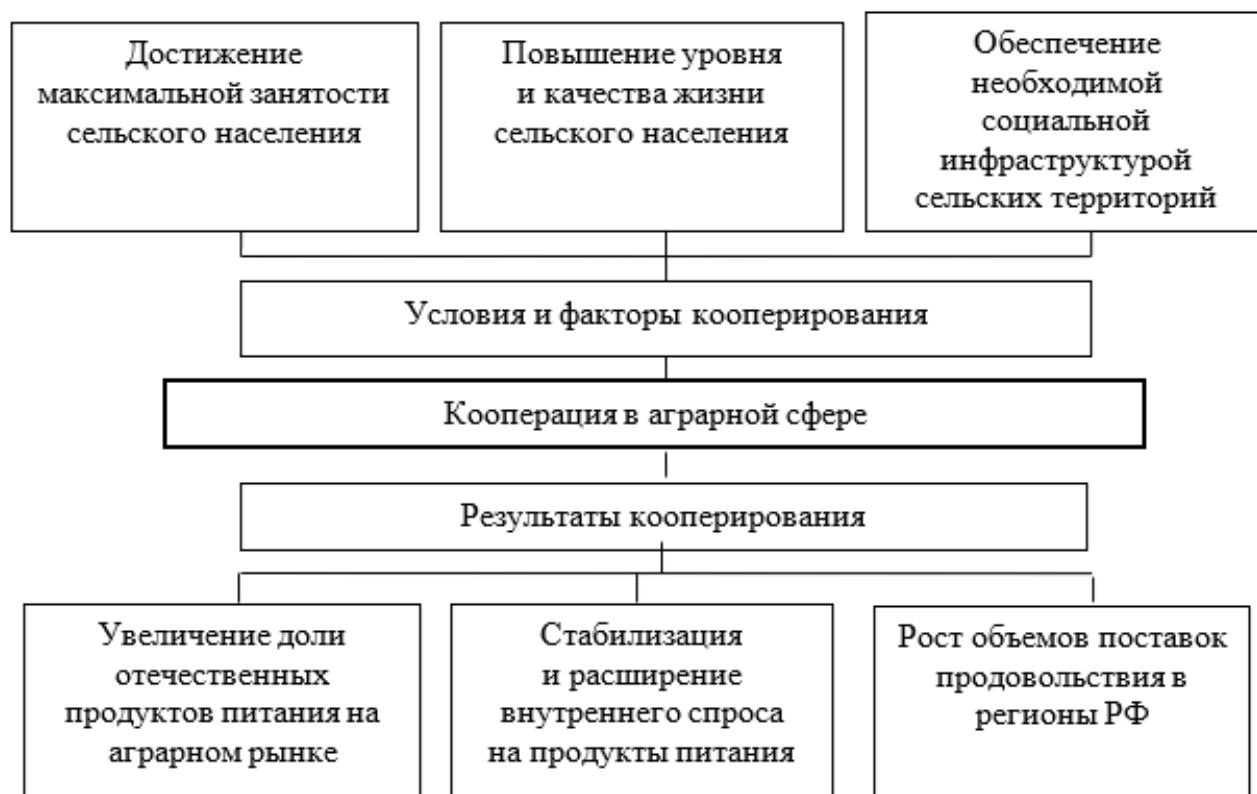 Достижение
максимальной занятости
сельского населения
Повышение уровня
и качества жизни
сельского населения
Обеспечение
необходимой
социальной
инфраструктурой
сельских территорий
Условия и факторы кооперирования
Кооперация в аграрной сфере
Результаты кооперирования
Увеличение доли
отечественных
продуктов питания на
аграрном рынке
Стабилизация
и расширение
внутреннего спроса
на продукты питания
Рост объемов поставок
продовольствия в
регионы РФ